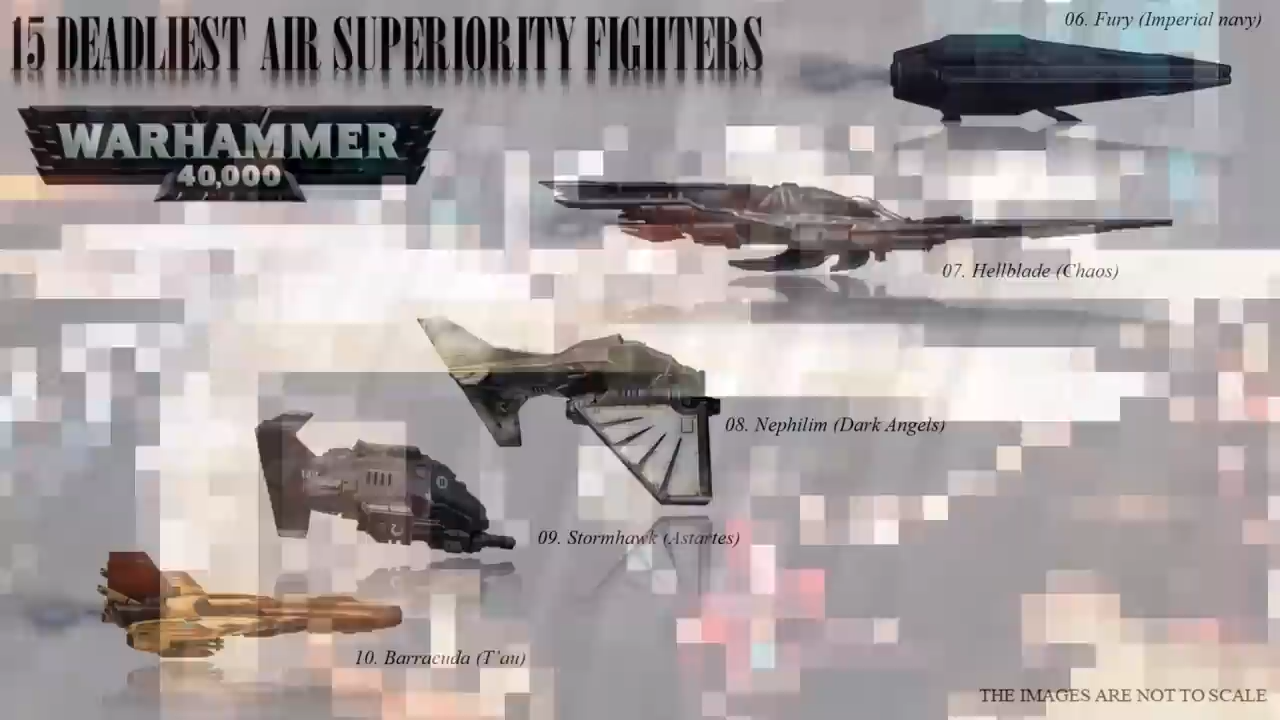 15 DEADLIEST AIR SUPERIORITY FIGHTERS
WARHAMMER
40,000
06. Fury (Imperial navy)
07. Hellblade (Chaos)
08. Nephilim (Dark Angels)
09. Stormhawk (Astartes)
10. Barracuda (T'au)
THE IMAGES ARE NOT TO SCALE